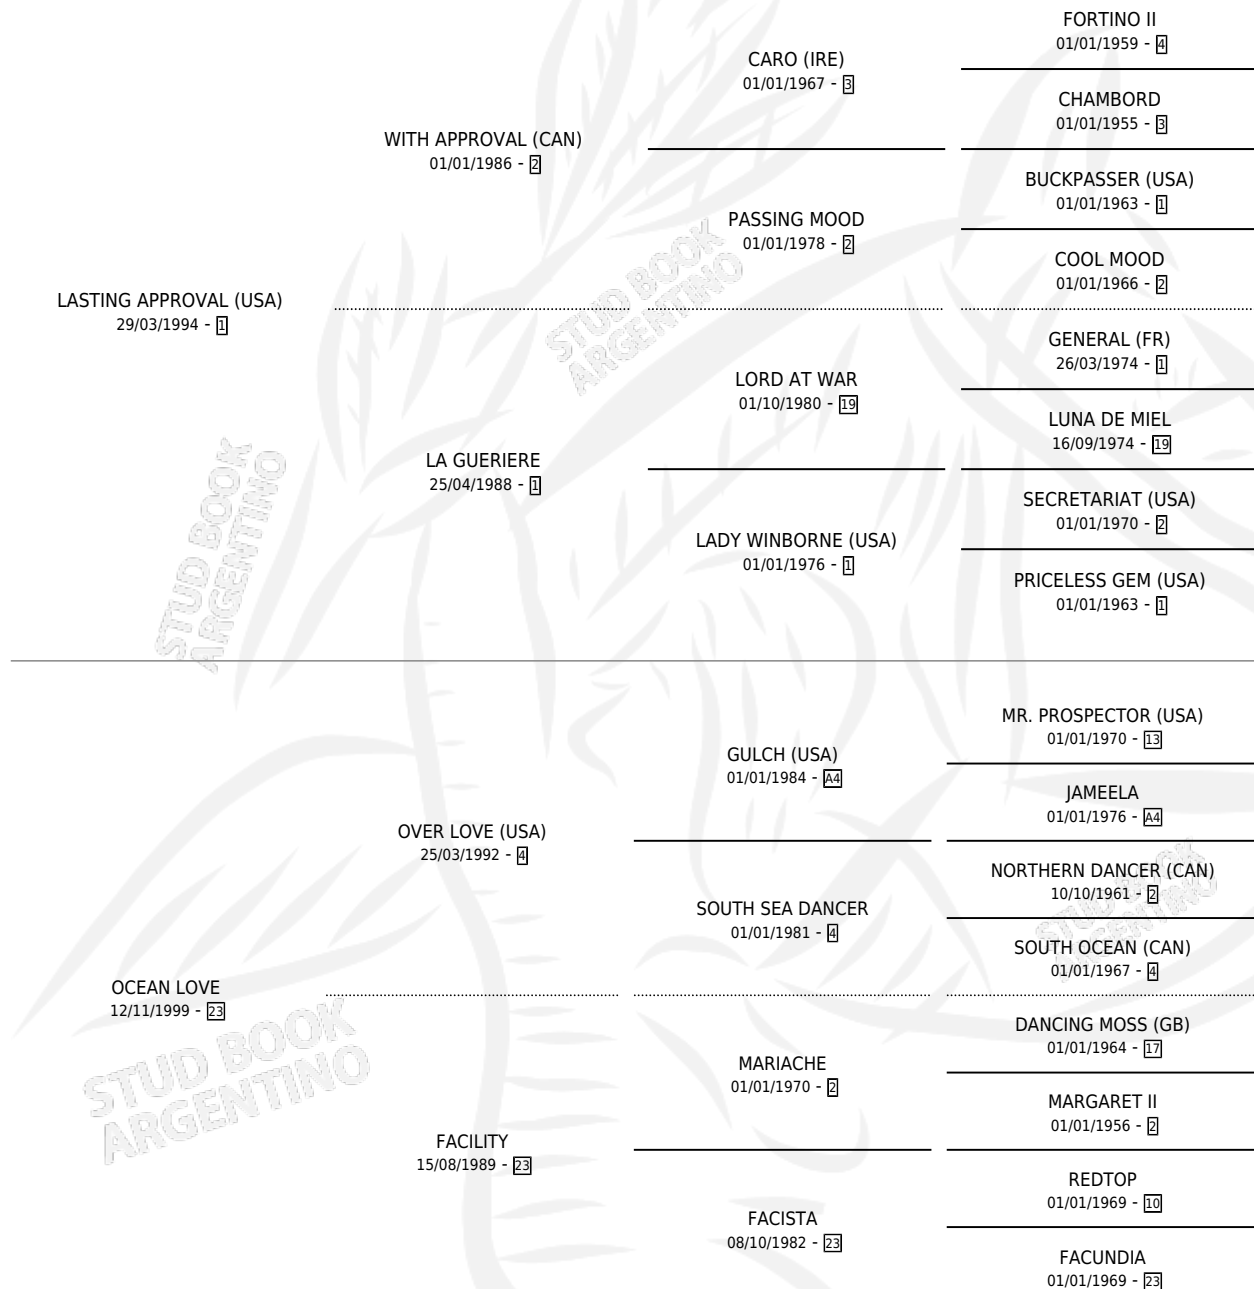 FORTINO II
01/01/1959 - 4
CARO (IRE)
01/01/1967 - 3
CHAMBORD
01/01/1955 - 3
WITH APPROVAL (CAN)
01/01/1986 - 2
BUCKPASSER (USA)
01/01/1963 - 1
PASSING MOOD
01/01/1978 - 2
COOL MOOD
01/01/1966 - 2
LASTING APPROVAL (USA)
29/03/1994 - 1
GENERAL (FR)
26/03/1974 - 1
LORD AT WAR
01/10/1980 - 19
LUNA DE MIEL
16/09/1974 - 19
LA GUERIERE
25/04/1988 - 1
SECRETARIAT (USA)
01/01/1970 - 2
LADY WINBORNE (USA)
01/01/1976 - 1
PRICELESS GEM (USA)
01/01/1963 - 1
MR. PROSPECTOR (USA)
01/01/1970 - 13
GULCH (USA)
01/01/1984 - A4
JAMEELA
01/01/1976 - A4
OVER LOVE (USA)
25/03/1992 - 4
NORTHERN DANCER (CAN)
10/10/1961 - 2
SOUTH SEA DANCER
01/01/1981 - 4
SOUTH OCEAN (CAN)
01/01/1967 - 4
OCEAN LOVE
12/11/1999 - 23
DANCING MOSS (GB)
01/01/1964 - 17
MARIACHE
01/01/1970 - 2
MARGARET II
01/01/1956 - 2
FACILITY
15/08/1989 - 23
REDTOP
01/01/1969 - 10
FACISTA
08/10/1982 - 23
FACUNDIA
01/01/1969 - 23
STUD BOOK
ARGENTINO
STUD BOOK
ARGENTINO
STUD BOOK
ARGENTINO
STUD BOOK
ARGENTINO